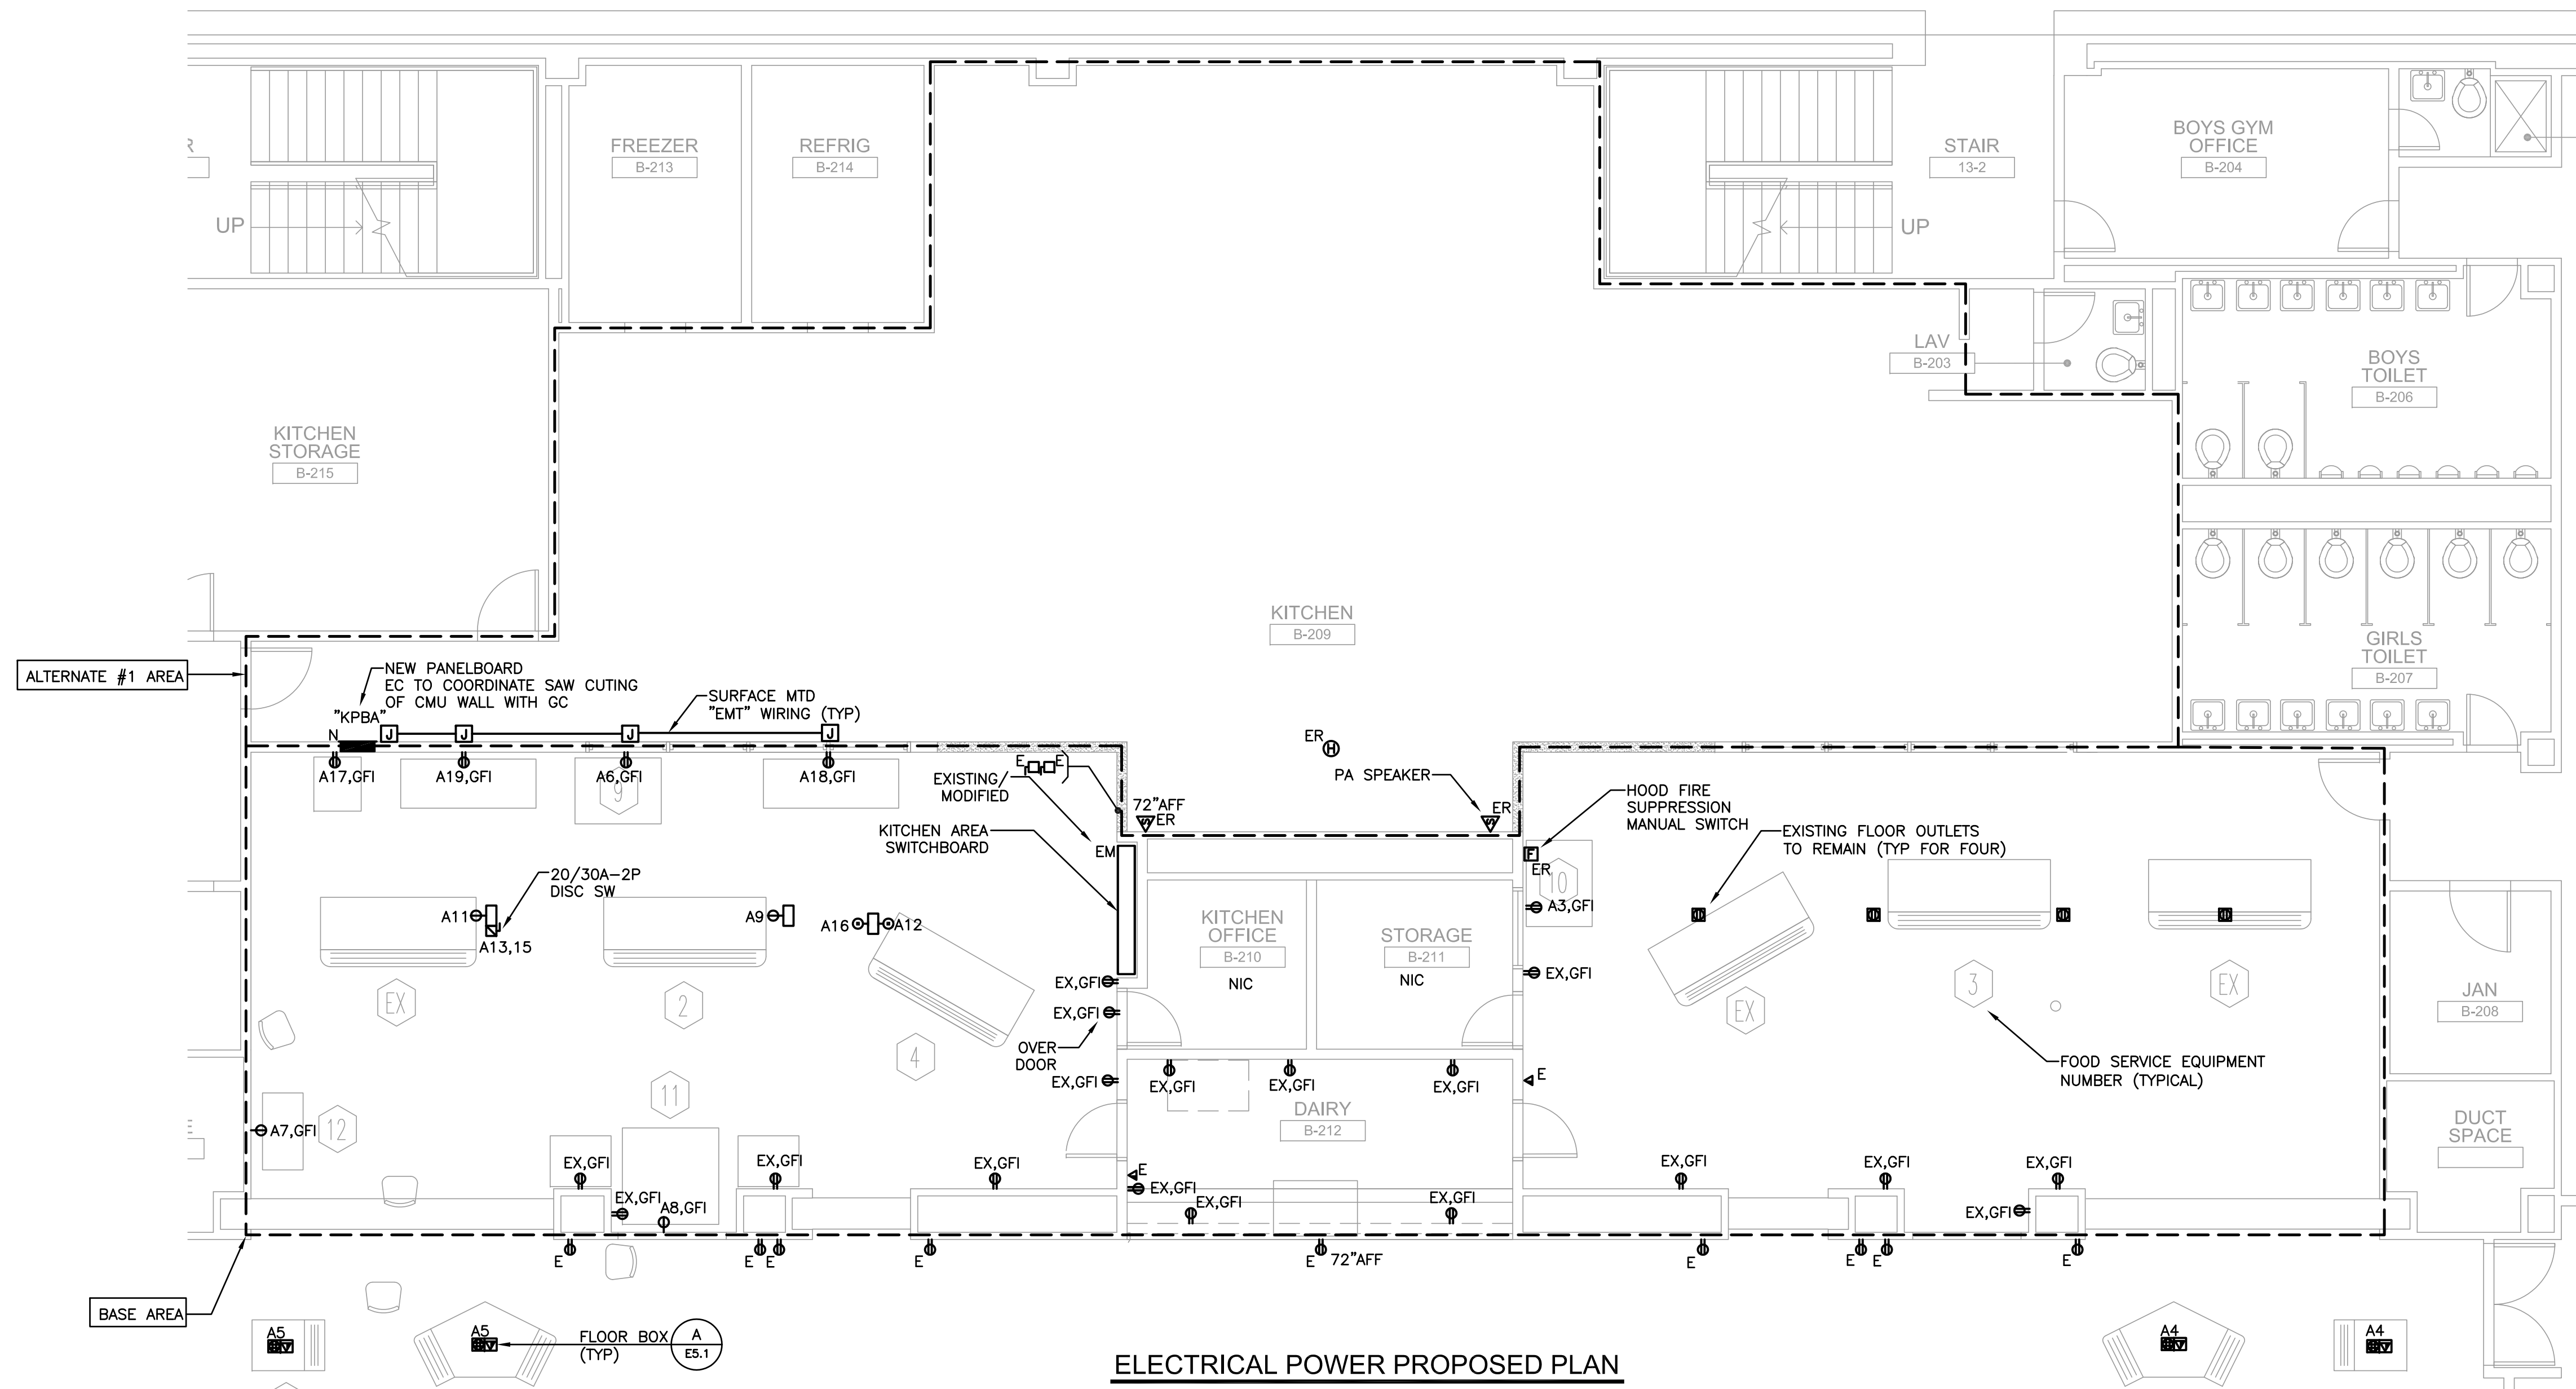 FREEZER
B-213
REFRIG
B-214
STAIR
13-2
BOYS GYM
OFFICE
B-204
R
UP
UP
LAV
B-203
BOYS
TOILET
B-206
KITCHEN
STORAGE
B-215
KITCHEN
B-209
GIRLS
TOILET
B-207
ALTERNATE #1 AREA
NEW PANELBOARD
EC TO COORDINATE SAW CUTING
OF CMU WALL WITH GC
"KPBA"
N
J
J
J
J
SURFACE MTD
"EMT" WIRING (TYP)
A17,GFI
A19,GFI
A6,GFI
9
A18,GFI
EXISTING/
MODIFIED
E
E
72"AFF
ER
S
KITCHEN AREA
SWITCHBOARD
EM
ER
H
PA SPEAKER
ER
S
HOOD FIRE
SUPPRESSION
MANUAL SWITCH
F
ER
10
EXISTING FLOOR OUTLETS
TO REMAIN (TYP FOR FOUR)
20/30A-2P
DISC SW
A11
A13,15
A9
A16
A12
KITCHEN
OFFICE
B-210
NIC
STORAGE
B-211
NIC
A3,GFI
EX,GFI
EX
2
4
EX,GFI
EX,GFI
OVER
DOOR
EX,GFI
EX
3
EX
JAN
B-208
FOOD SERVICE EQUIPMENT
NUMBER (TYPICAL)
EX,GFI
EX,GFI
EX,GFI
E
DAIRY
B-212
DUCT
SPACE
E
11
12
A7,GFI
EX,GFI
EX,GFI
EX,GFI
EX,GFI
A8,GFI
E
EX,GFI
EX,GFI
EX,GFI
EX,GFI
EX,GFI
EX,GFI
EX,GFI
E
E
E
E
E
72"AFF
E
E
E
E
BASE AREA
A5
A5
FLOOR BOX
(TYP)
A
E5.1
A4
A4
ELECTRICAL POWER PROPOSED PLAN